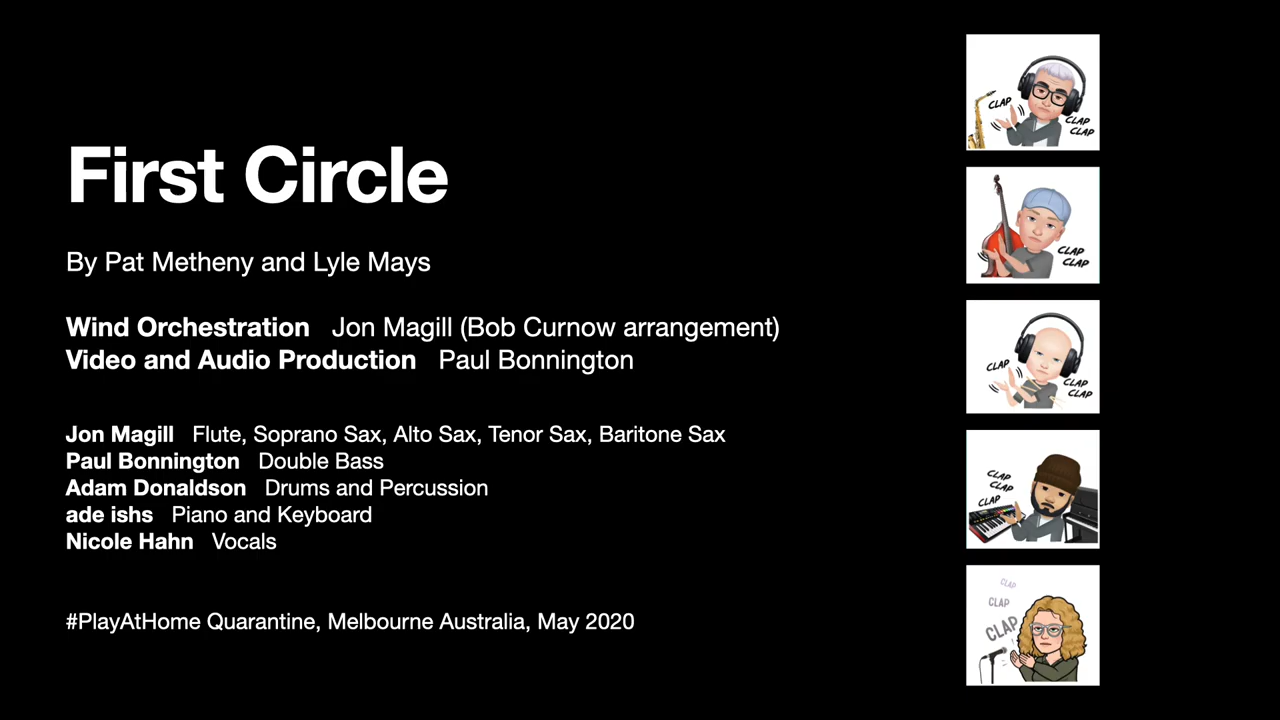 First Circle
By Pat Metheny and Lyle Mays
Wind Orchestration Jon Magill (Bob Curnow arrangement)
Video and Audio Production Paul Bonnington
Jon Magill Flute, Soprano Sax, Alto Sax, Tenor Sax, Baritone Sax
Paul Bonnington Double Bass
Adam Donaldson Drums and Percussion
ade ishs Piano and Keyboard
Nicole Hahn Vocals
#PlayAtHome Quarantine, Melbourne Australia, May 2020
CLAP
CLAP
CLAP
CLAP
CLAP
CLAP
CLAP
CLAP
CLAP
CLAP
CLAP
CLAP
CLAP
CLAP